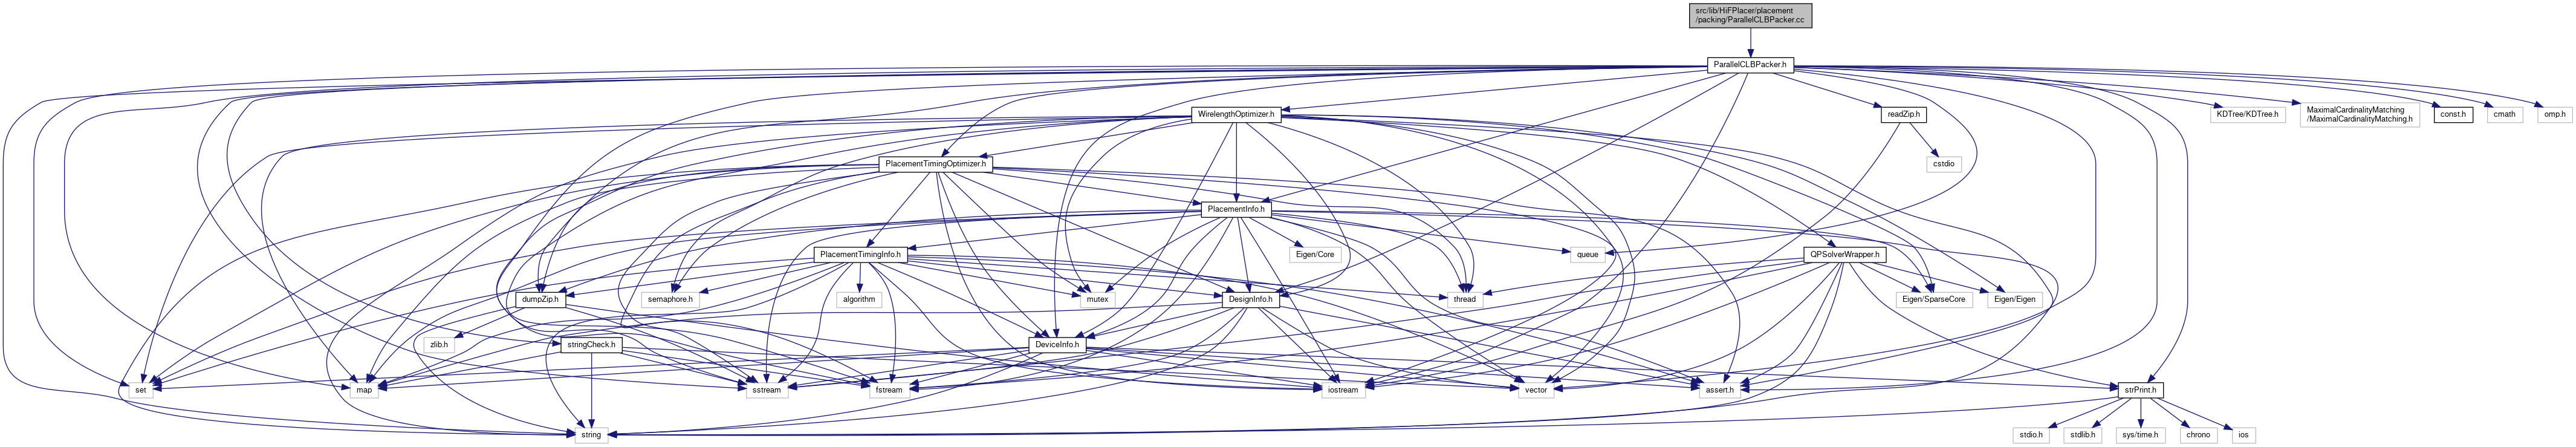 src/lib/HiFPlacer/placement
/packing/ParallelCLBPacker.cc
ParallelCLBPacker.h
WirelengthOptimizer.h
readZip.h
KDTree/KDTree.h
MaximalCardinalityMatching
/MaximalCardinalityMatching.h
const.h
cmath
omp.h
PlacementTimingOptimizer.h
cstdio
PlacementInfo.h
PlacementTimingInfo.h
Eigen/Core
queue
QPSolverWrapper.h
dumpZip.h
semaphore.h
algorithm
mutex
DesignInfo.h
thread
Eigen/SparseCore
Eigen/Eigen
zlib.h
stringCheck.h
DeviceInfo.h
set
map
sstream
fstream
iostream
vector
assert.h
strPrint.h
string
stdio.h
stdlib.h
sys/time.h
chrono
ios